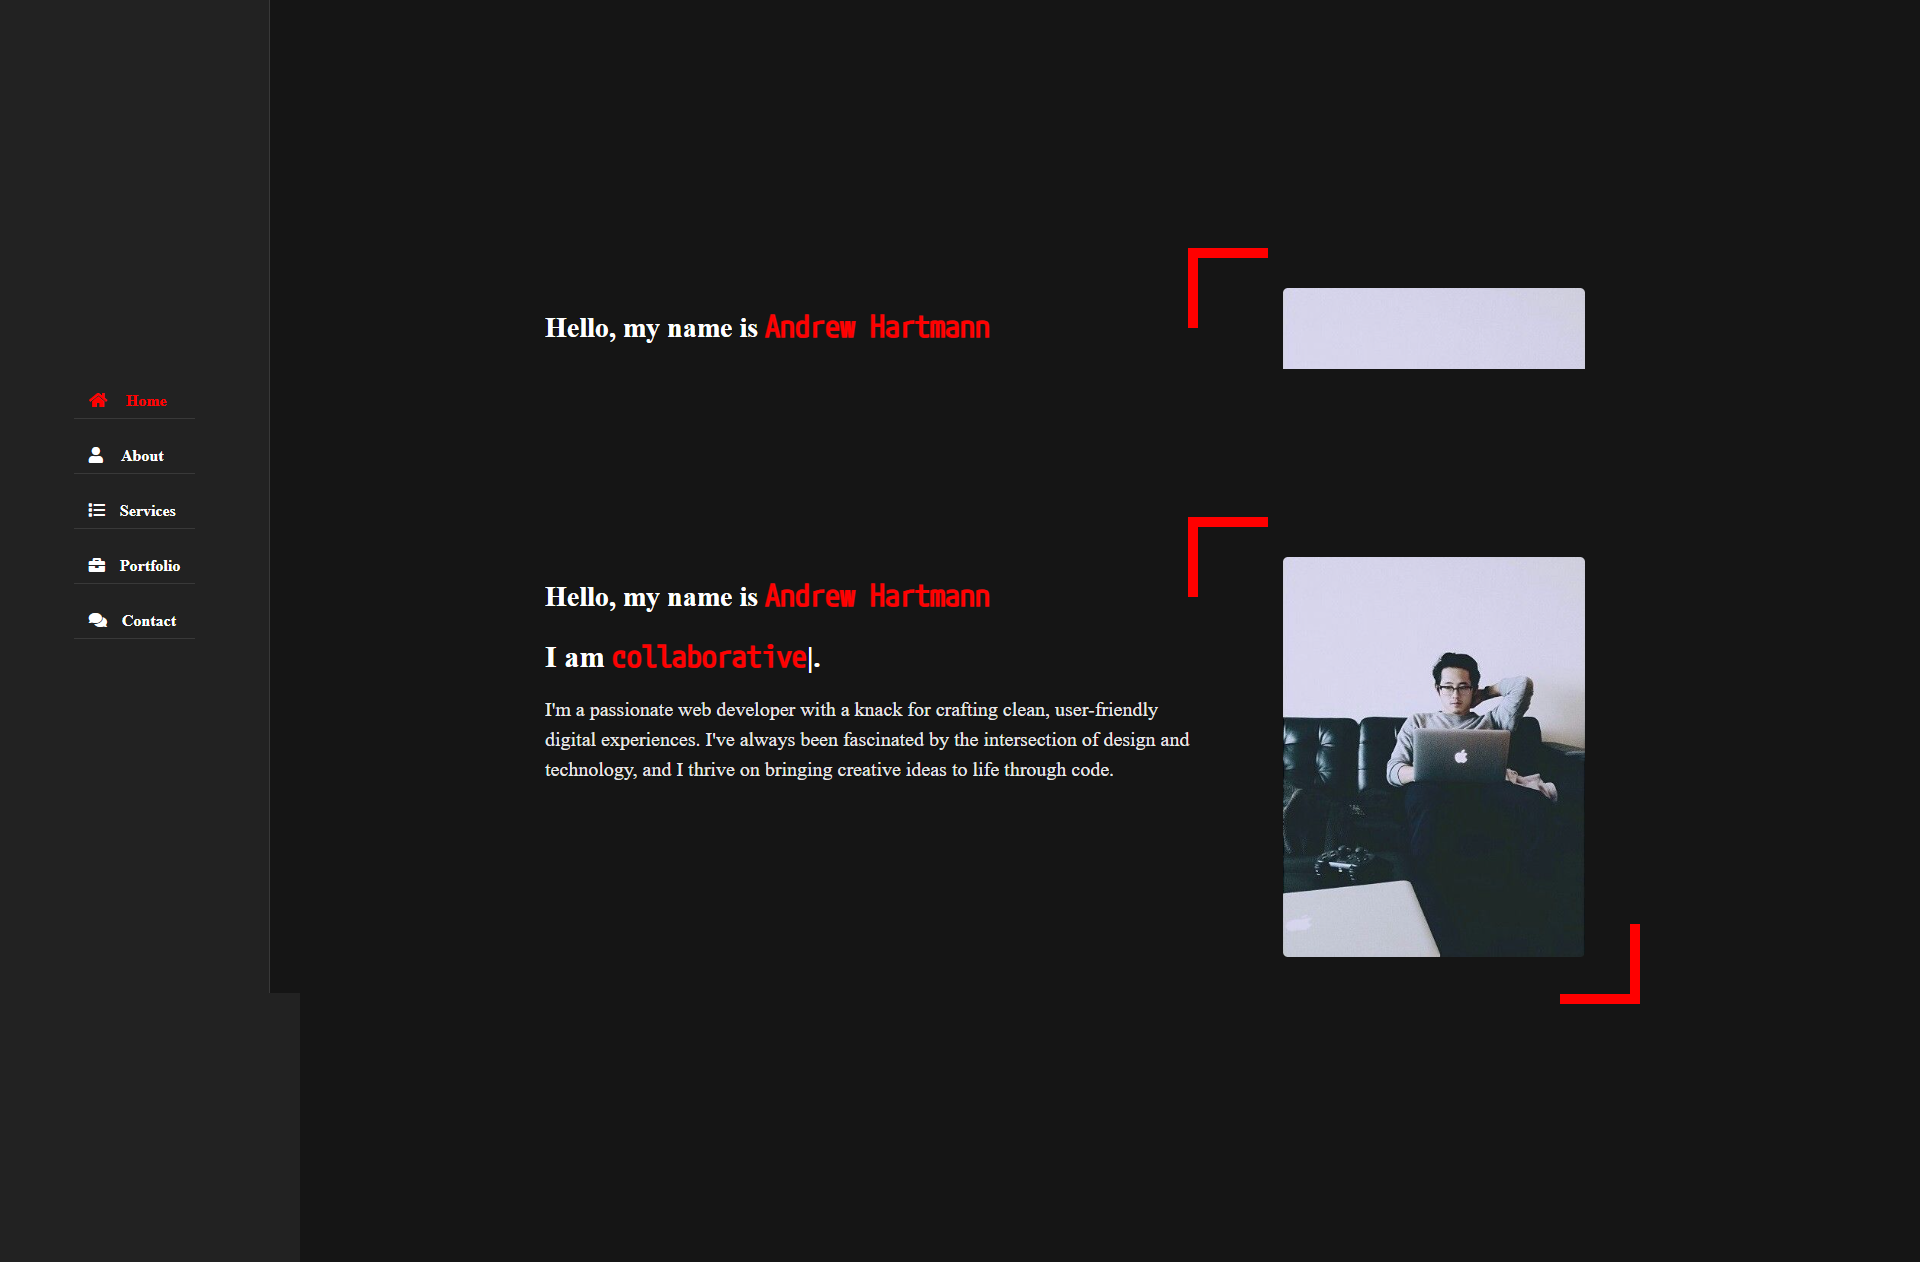 Home
About
Services
Portfolio
Contact
Hello, my name is Andrew Hartmann
Hello, my name is Andrew Hartmann
I am collaborative|.
I'm a passionate web developer with a knack for crafting clean, user-friendly
digital experiences. I've always been fascinated by the intersection of design and
technology, and I thrive on bringing creative ideas to life through code.